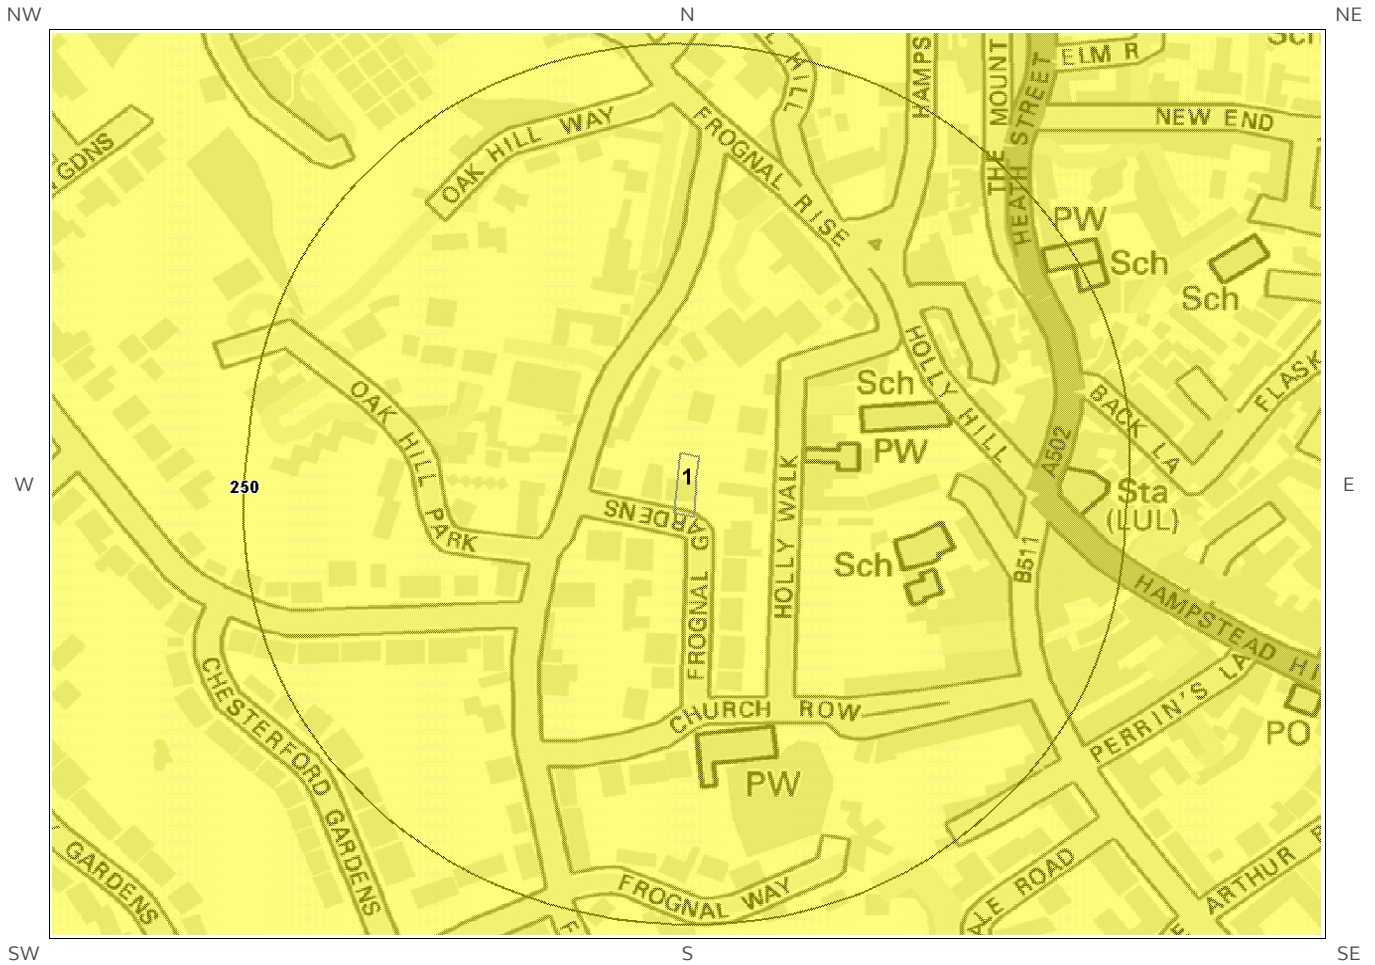 NW
N
NE
HILL
HAMPS
THE MOUNT
HEATH STREET
ELM R
Sch
NEW END
GDNS
OAK HILL WAY
FROGNAL RISE
PW
Sch
Sch
OAK HILL PARK
HOLLY HILL
Sch
PW
BACK LA
FLASK
A502
W
250
1
E
Sta
(LUL)
FROGNAL GARDENS
HOLLY WALK
Sch
B511
HAMPSTEAD HI
CHESTERFORD GARDENS
CHURCH ROW
PERRIN'S LA
PO
PW
GARDENS
FROGNAL WAY
ALE ROAD
ARTHUR
F
SW
S
SE